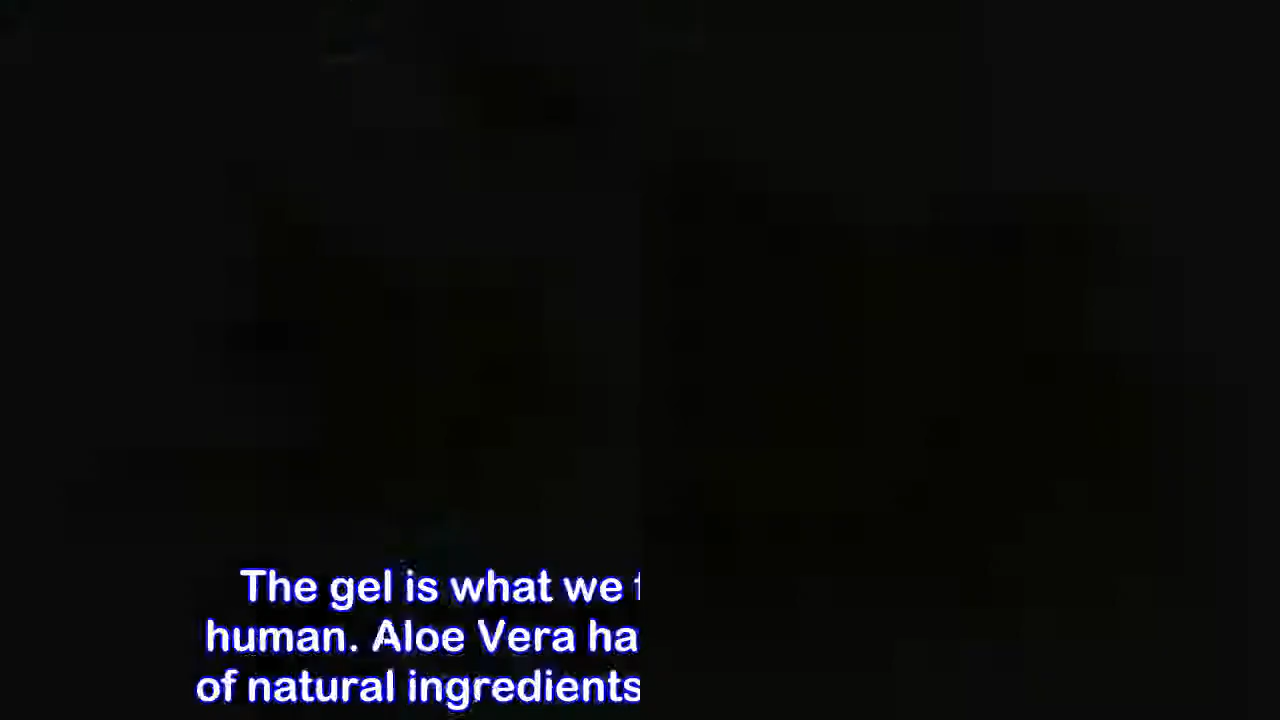 The gel is what we
human. Aloe Vera ha
of natural ingredients